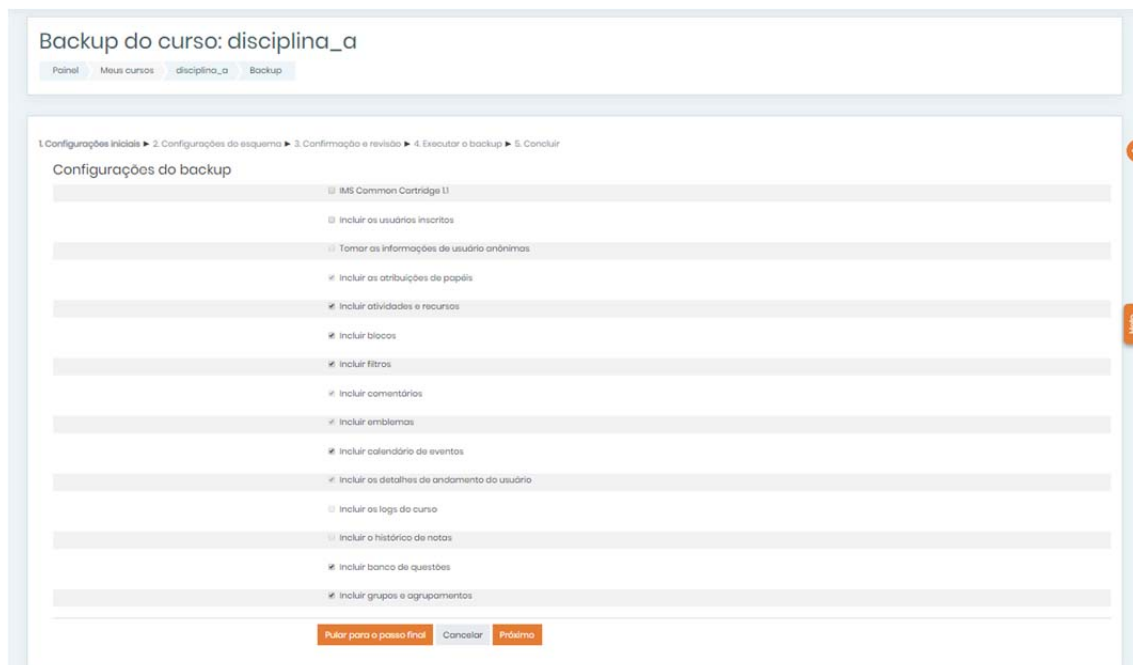 Backup do curso: disciplina_a
Painel Meus cursos disciplina_a Backup
1. Configurações iniciais ► 2. Configurações do esquema ► 3. Confirmação e revisão ► 4. Executar o backup ► 5. Concluir
Configurações do backup
IMS Common Cartridge 1.1
Incluir os usuários inscritos
Tornar as informações de usuário anônimas
Incluir as atribuições de papéis
Incluir atividades e recursos
Incluir blocos
Incluir filtros
Incluir comentários
Incluir emblemas
Incluir calendário de eventos
Incluir os detalhes de andamento do usuário
Incluir os logs do curso
Incluir o histórico de notas
Incluir banco de questões
Incluir grupos e agrupamentos
Pular para o passo final Cancelar Próximo